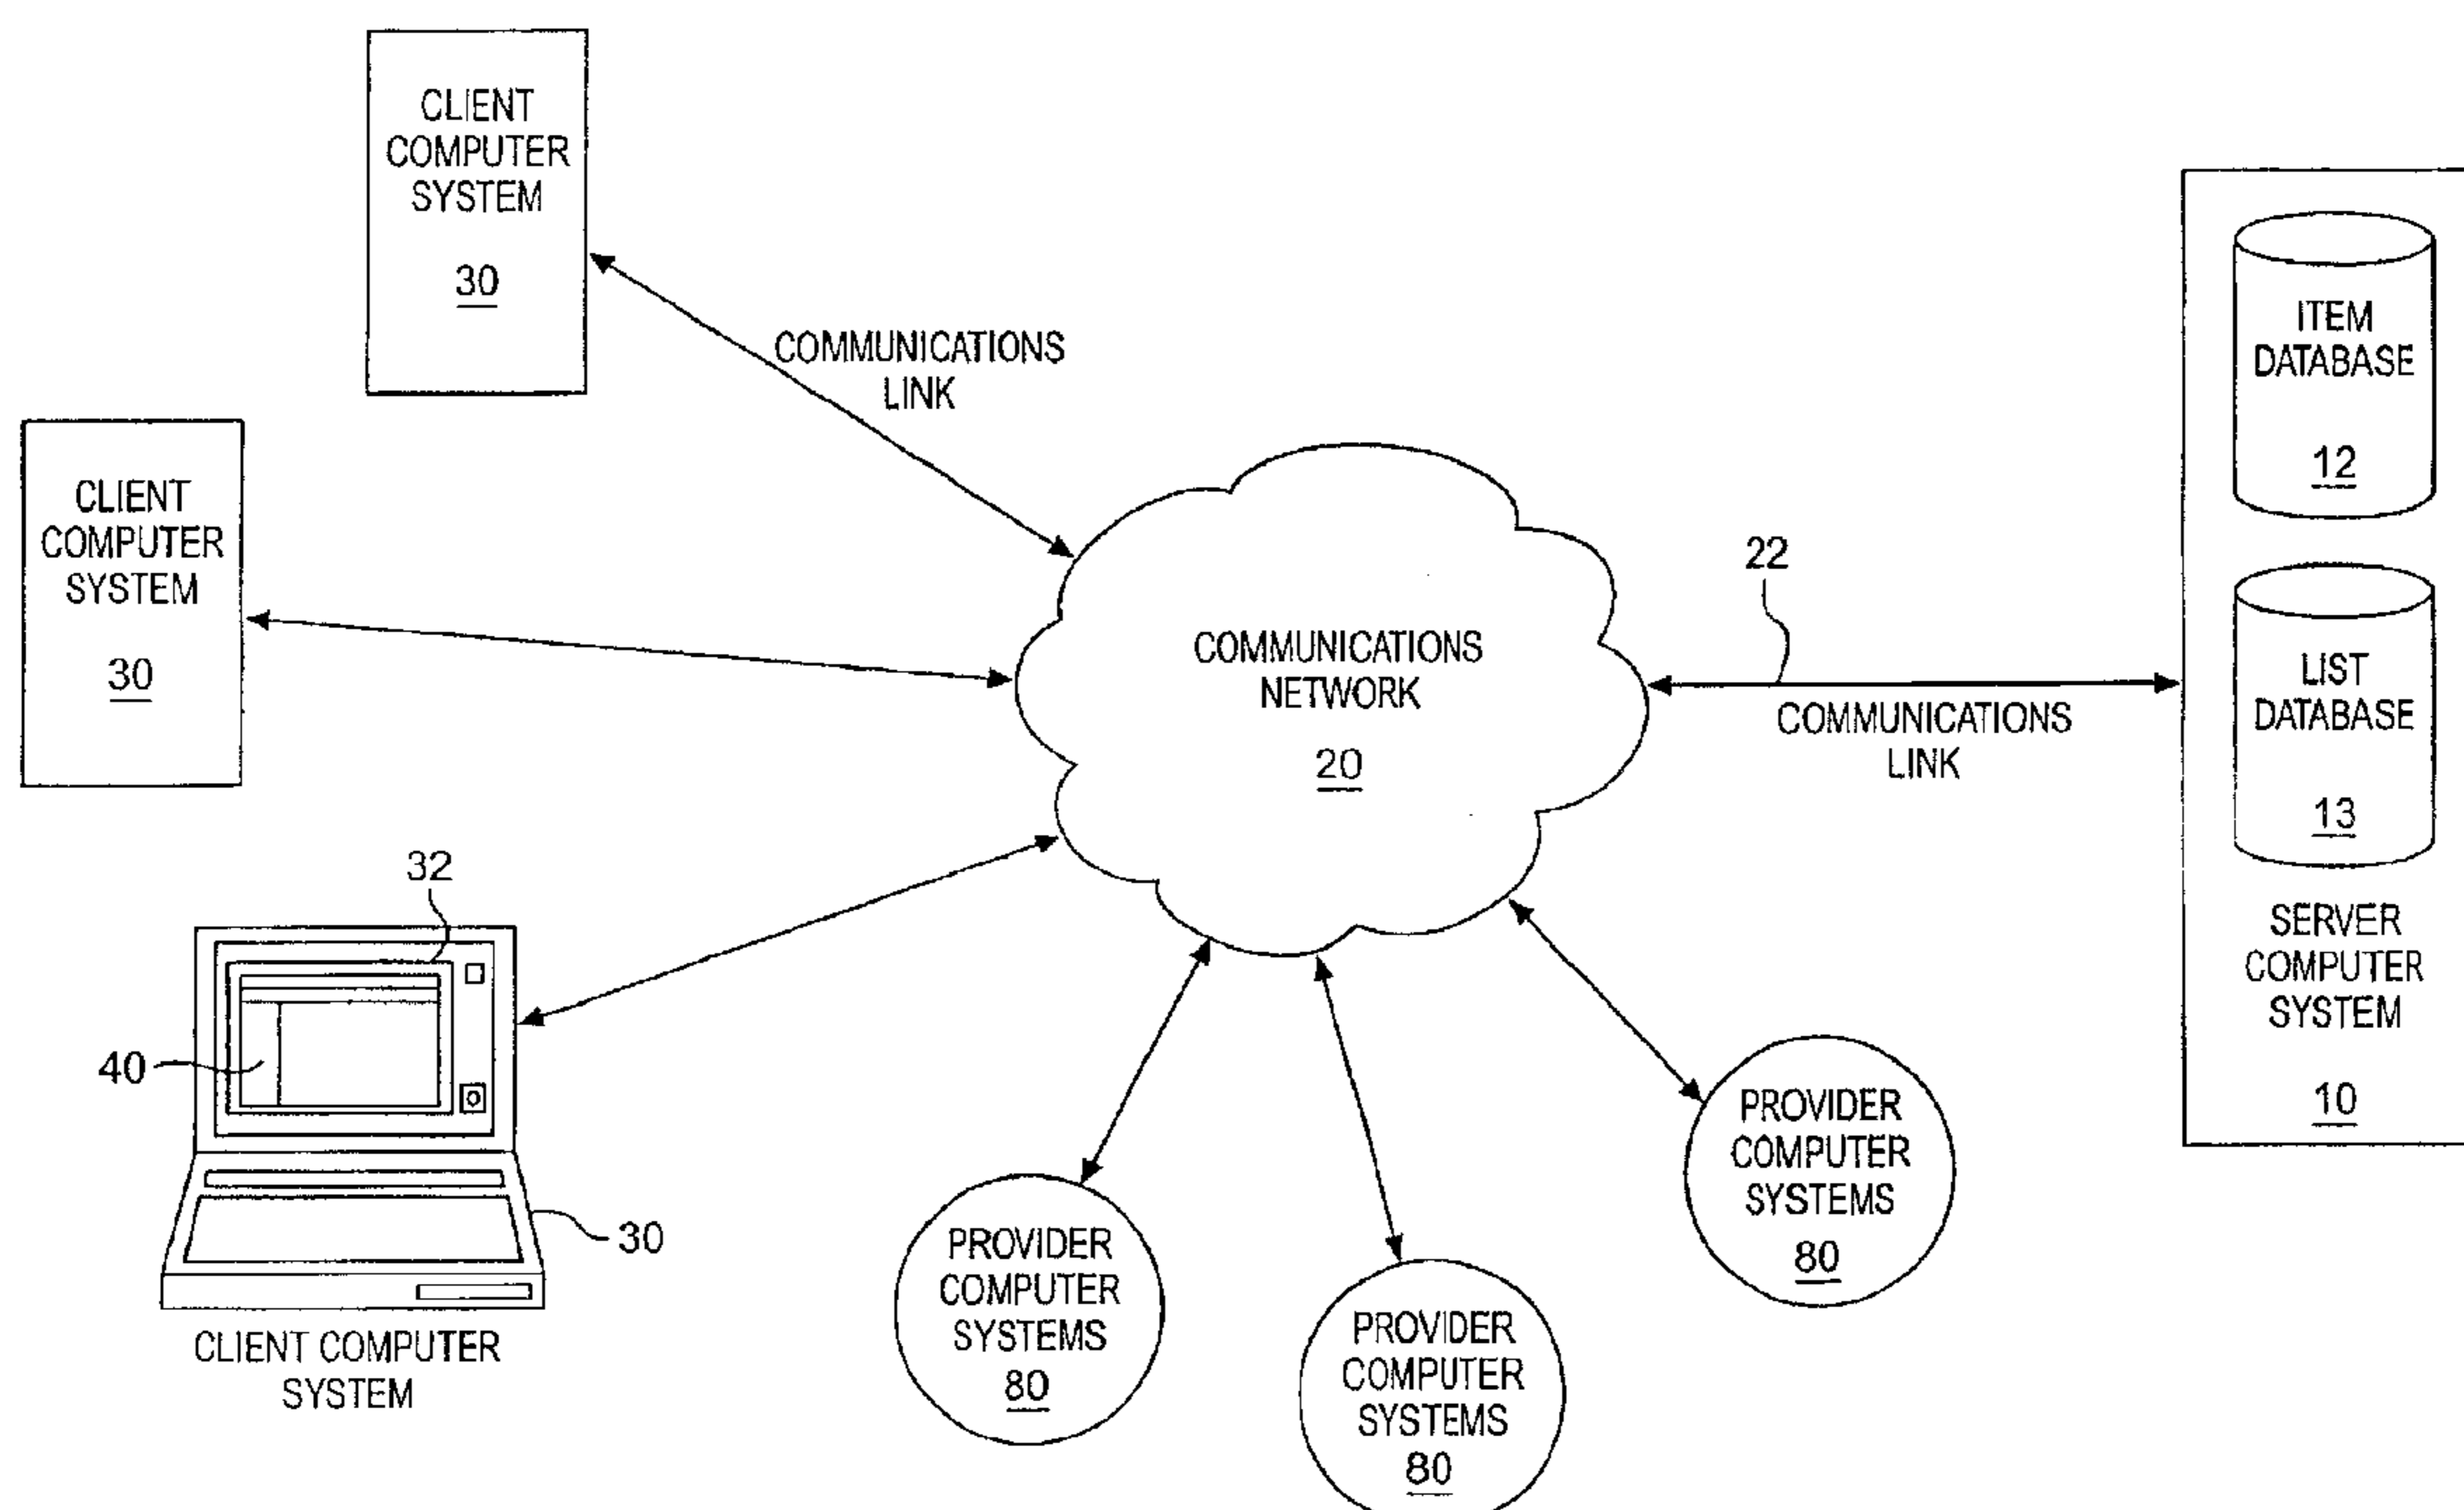 CLIENT
COMPUTER
SYSTEM
30
COMMUNICATIONS
LINK
CLIENT
COMPUTER
SYSTEM
30
COMMUNICATIONS
NETWORK
20
22
COMMUNICATIONS
LINK
ITEM
DATABASE
12
LIST
DATABASE
13
SERVER
COMPUTER
SYSTEM
10
32
40
30
CLIENT COMPUTER
SYSTEM
PROVIDER
COMPUTER
SYSTEMS
80
PROVIDER
COMPUTER
SYSTEMS
80
PROVIDER
COMPUTER
SYSTEMS
80